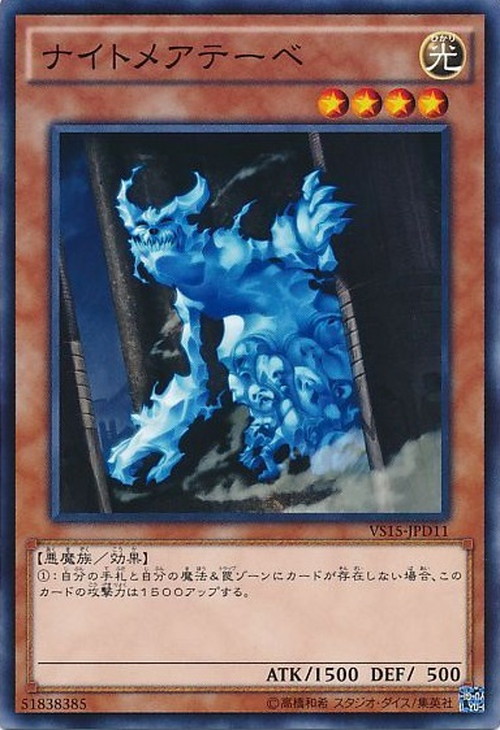 ナイトメアテーベ
光
VS15-JPD11
【悪魔族／効果】
①：自分の手札と自分の魔法＆罠ゾーンにカードが存在しない場合、この
カードの攻撃力は１５００アップする。
ATK/1500 DEF/ 500
51838385
©高橋和希 スタジオ・ダイス/集英社